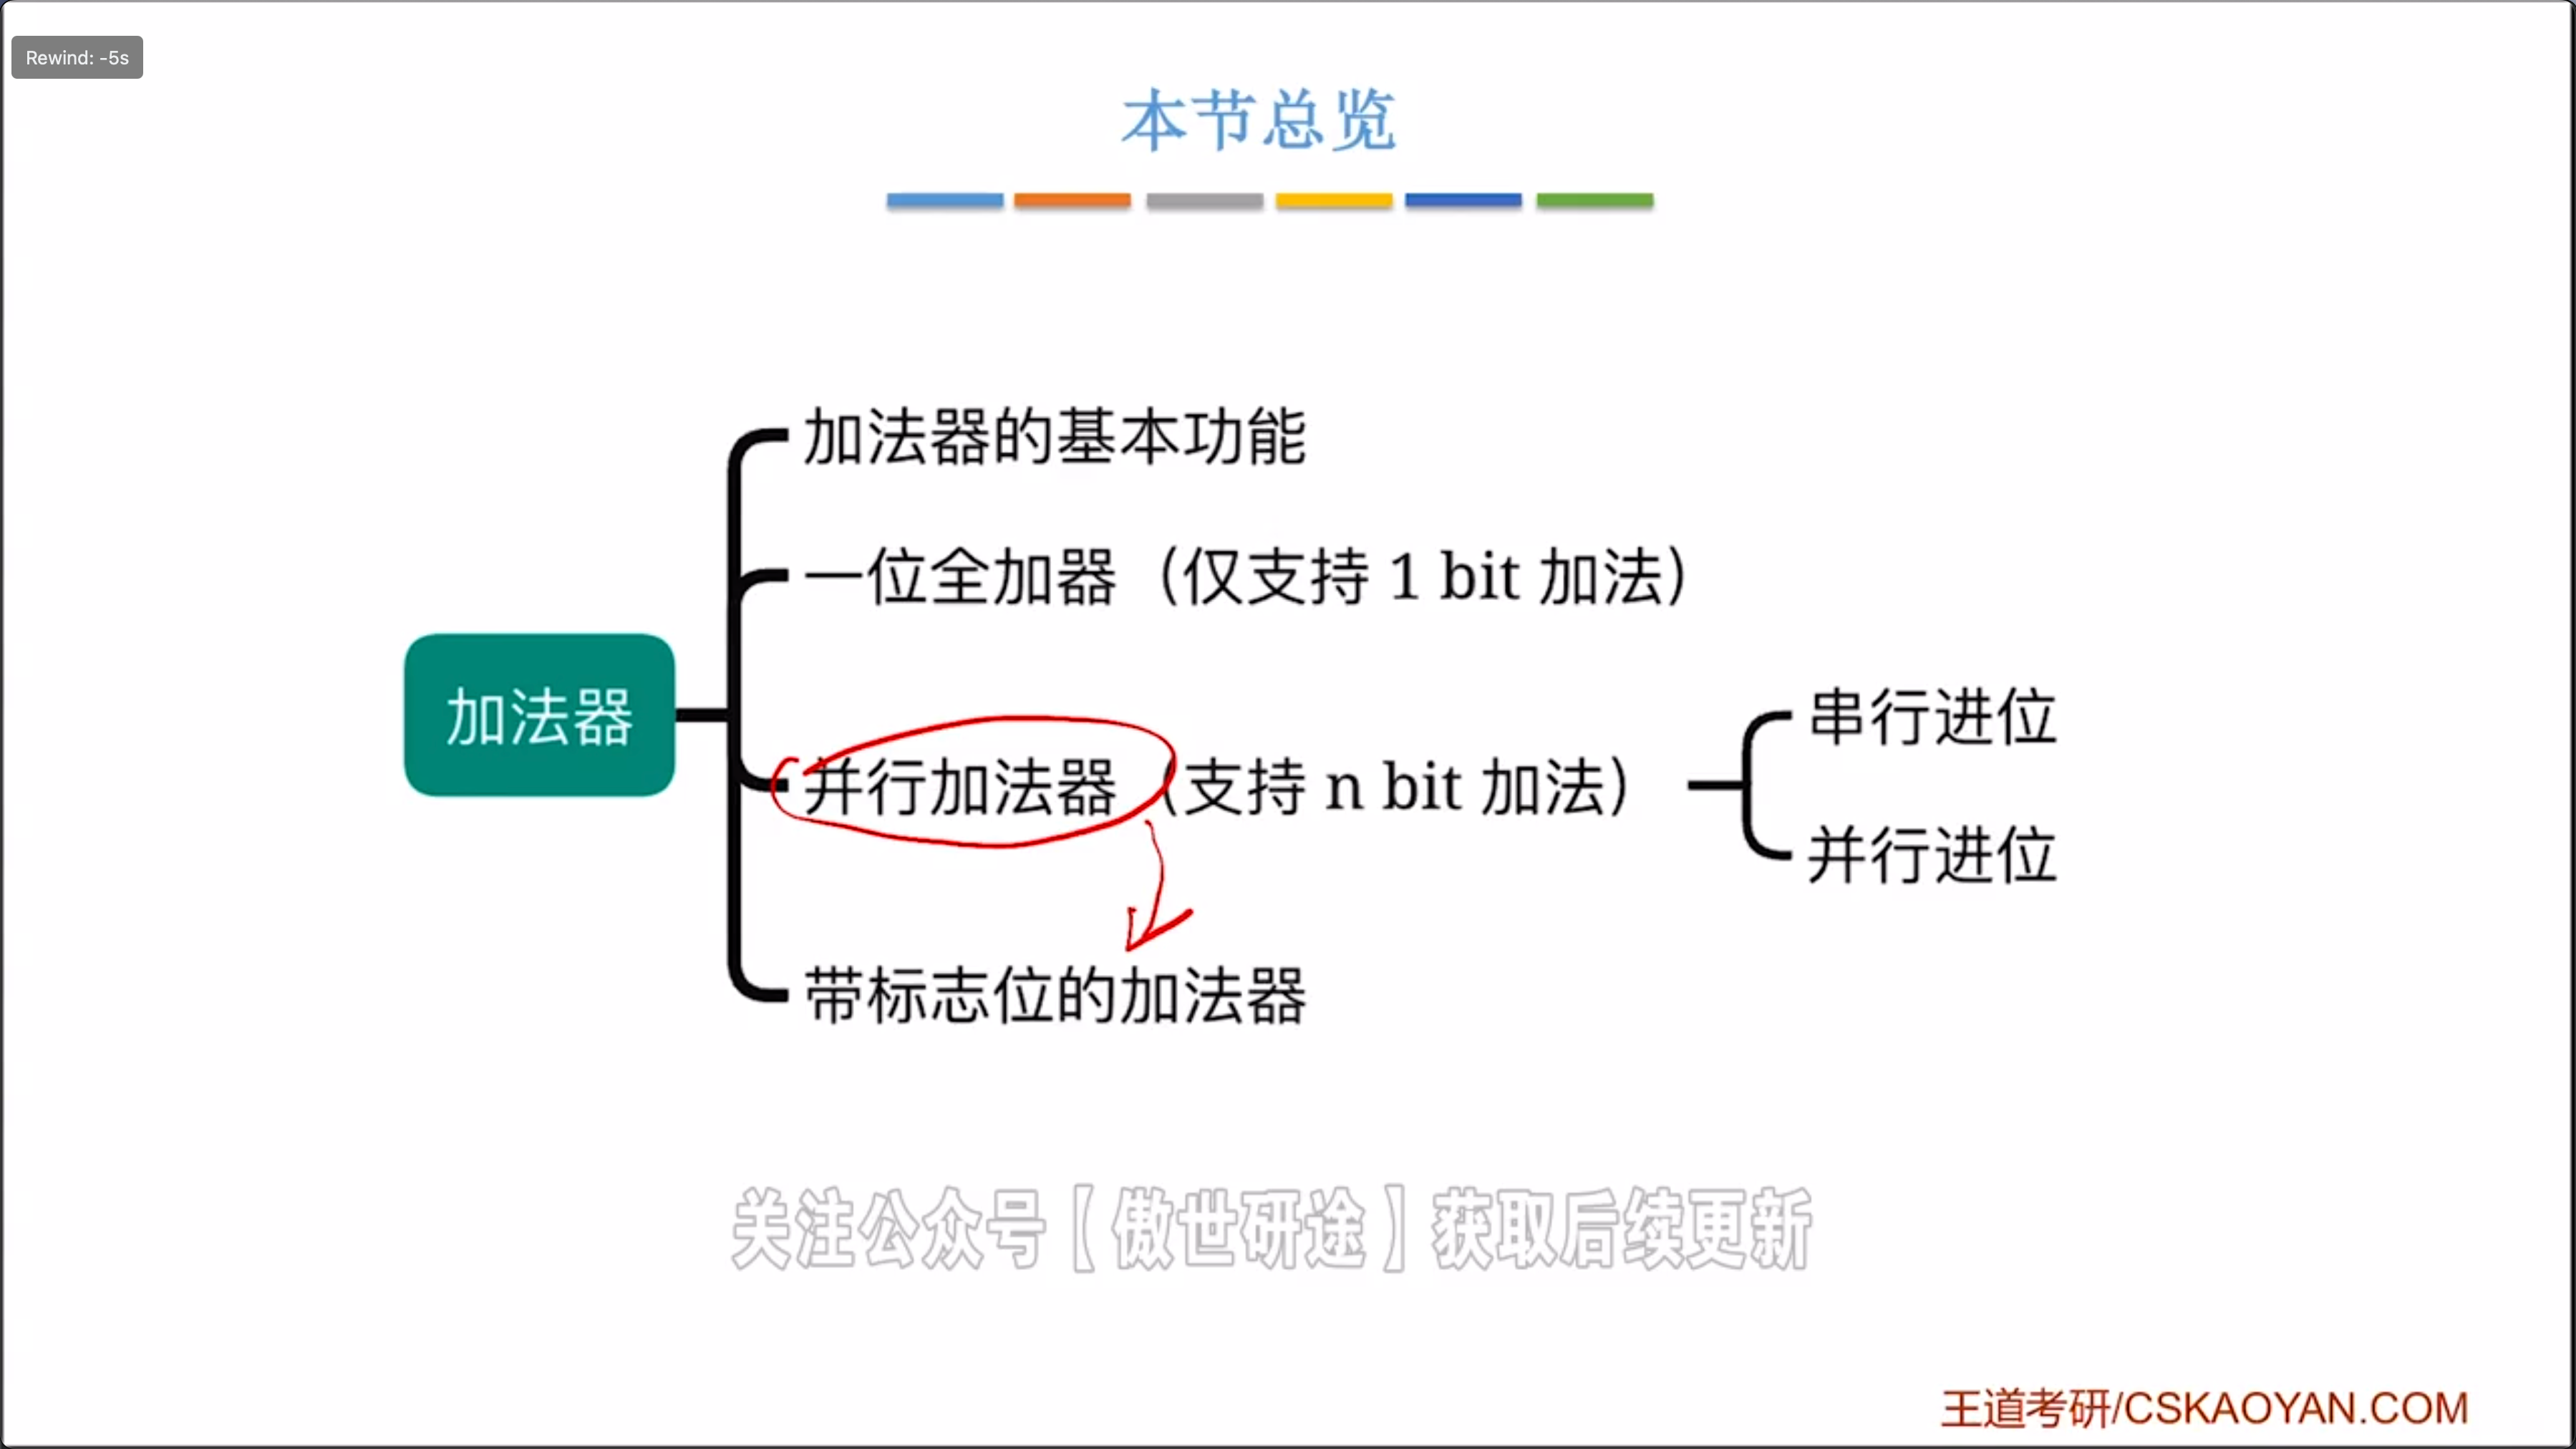 Rewind: -5s
本节总览
加法器
加法器的基本功能
一位全加器（仅支持 1 bit 加法）
并行加法器（支持 n bit 加法）
串行进位
并行进位
带标志位的加法器
关注公众号【傲世研途】获取后续更新
王道考研/CSKAOYAN.COM